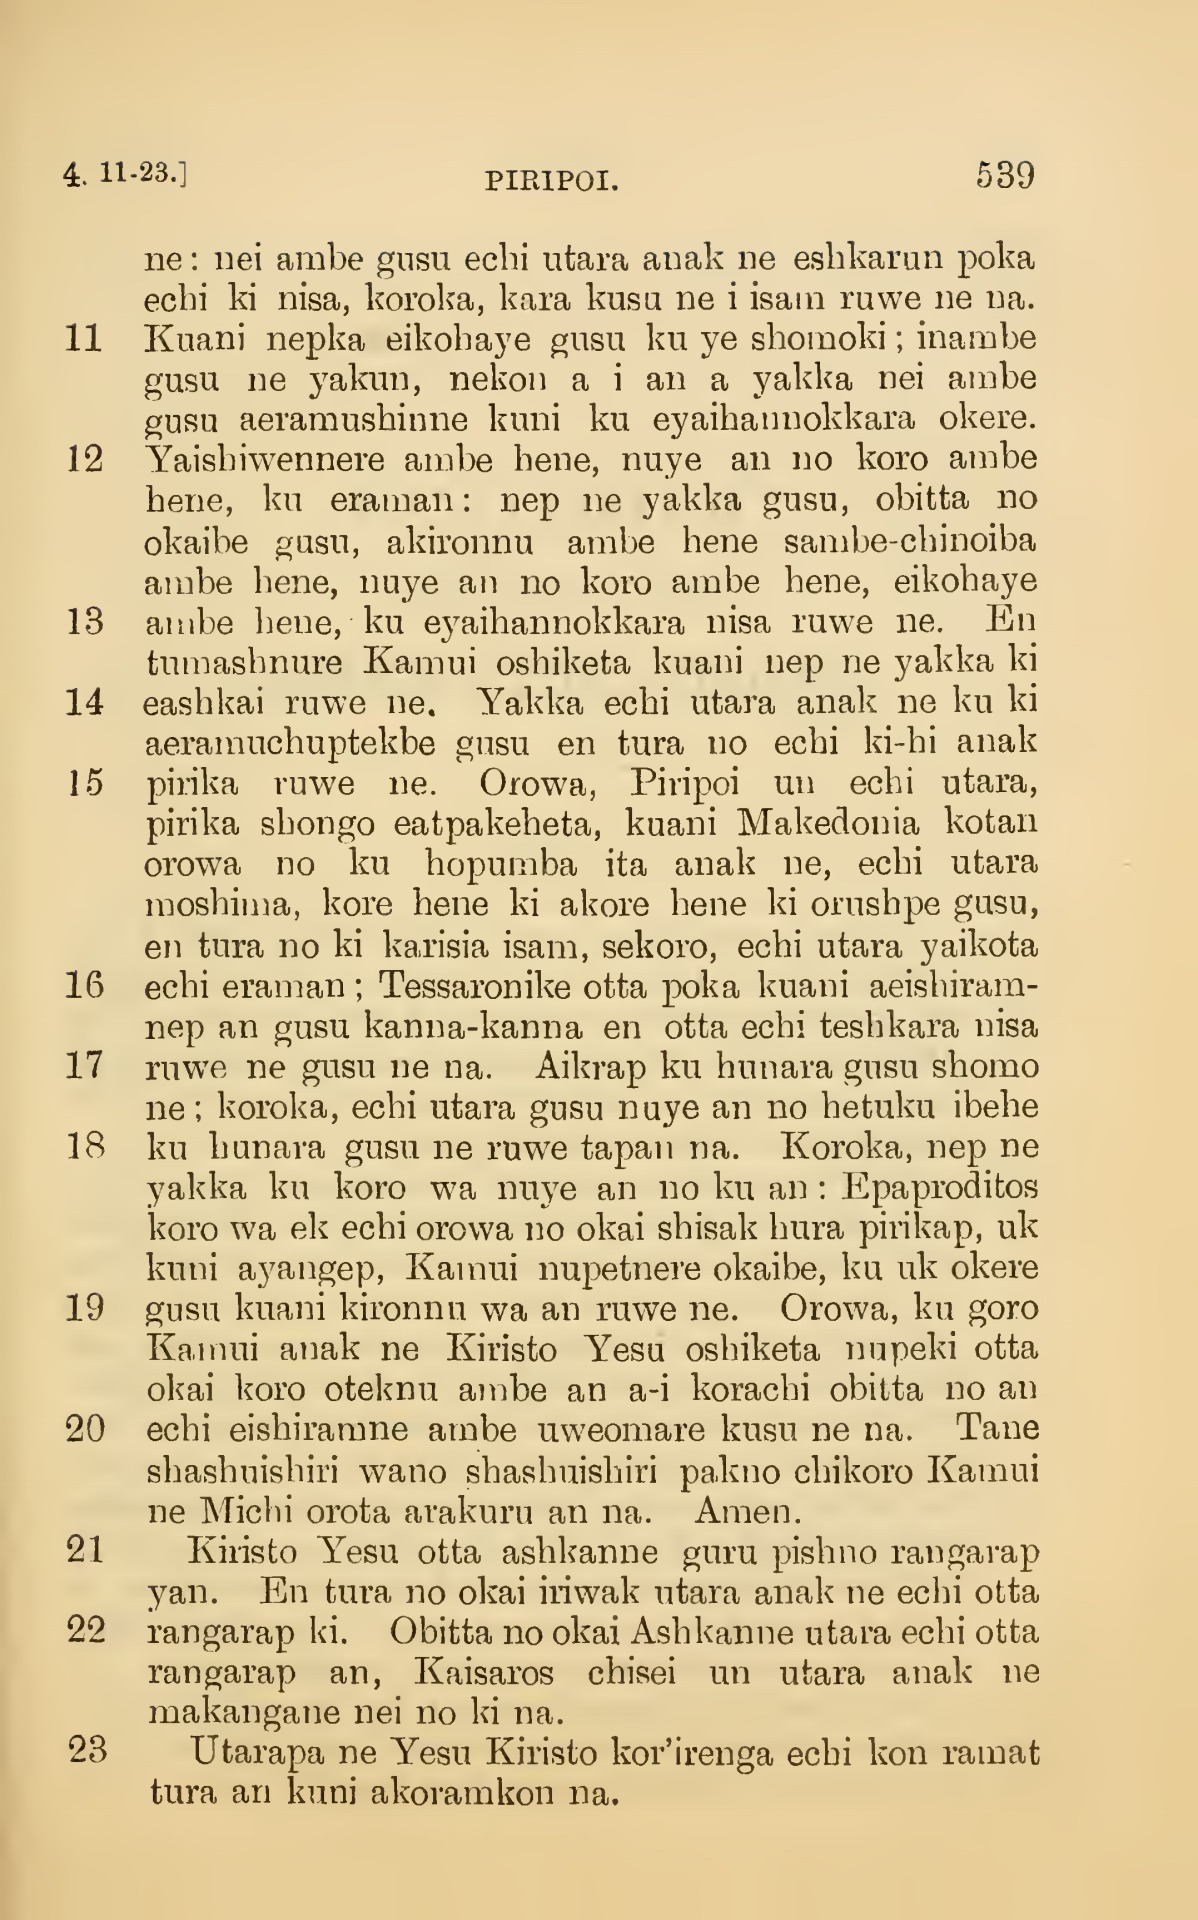 4. 11-23.] PIRIPOI. 539
ne: nei ambe gusu echi utara anak ne eshkarun poka
echi ki nisa, koroka, kara kusu ne i isam ruwe ne na.
11 Kuani nepka eikohaye gusu ku ye shomoki; inambe
gusu ne yakun, nekon a i an a yakka nei ambe
gusu aeramushinne kuni ku eyaihannokkara okere.
12 Yaishiwennere ambe hene, nuye an no koro ambe
hene, ku eraman: nep ne yakka gusu, obitta no
okaibe gusu, akironnu ambe hene sambe-chinoiba
ambe hene, nuye an no koro ambe hene, eikohaye
13 ambe hene, ku eyaihannokkara nisa ruwe ne. En
tumashnure Kamui oshiketa kuani nep ne yakka ki
14 eashkai ruwe ne. Yakka echi utara anak ne ku ki
aeramuchuptekbe gusu en tura no echi ki-hi anak
15 pirika ruwe ne. Orowa, Piripoi un echi utara,
pirika shongo eatpakeheta, kuani Makedonia kotan
orowa no ku hopumba ita anak ne, echi utara
moshima, kore hene ki akore hene ki orushpe gusu,
en tura no ki karisia isam, sekoro, echi utara yaikota
16 echi eraman; Tessaronike otta poka kuani aeishiram-
nep an gusu kanna-kanna en otta echi teshkara nisa
17 ruwe ne gusu ne na. Aikrap ku hunara gusu shomo
ne; koroka, echi utara gusu nuye an no hetuku ibehe
18 ku hunara gusu ne ruwe tapan na. Koroka, nep ne
yakka ku koro wa nuye an no ku an: Epaproditos
koro wa ek echi orowa no okai shisak hura pirikap, uk
kuni ayangep, Kamui nupetnere okaibe, ku uk okere
19 gusu kuani kironnu wa an ruwe ne. Orowa, ku goro
Kamui anak ne Kiristo Yesu oshiketa nupeki otta
okai koro oteknu ambe an a-i korachi obitta no an
20 echi eishiramne ambe uweomare kusu ne na. Tane
shashuishiri wano shashuishiri pakno chikoro Kamui
ne Michi orota arakuru an na. Amen.
21 Kiristo Yesu otta ashkanne guru pishno rangarap
yan. En tura no okai iriwak utara anak ne echi otta
22 rangarap ki. Obitta no okai Ashkanne utara echi otta
rangarap an, Kaisaros chisei un utara anak ne
makangane nei no ki na.
23 Utarapa ne Yesu Kiristo kor'irenga echi kon ramat
tura an kuni akoramkon na.